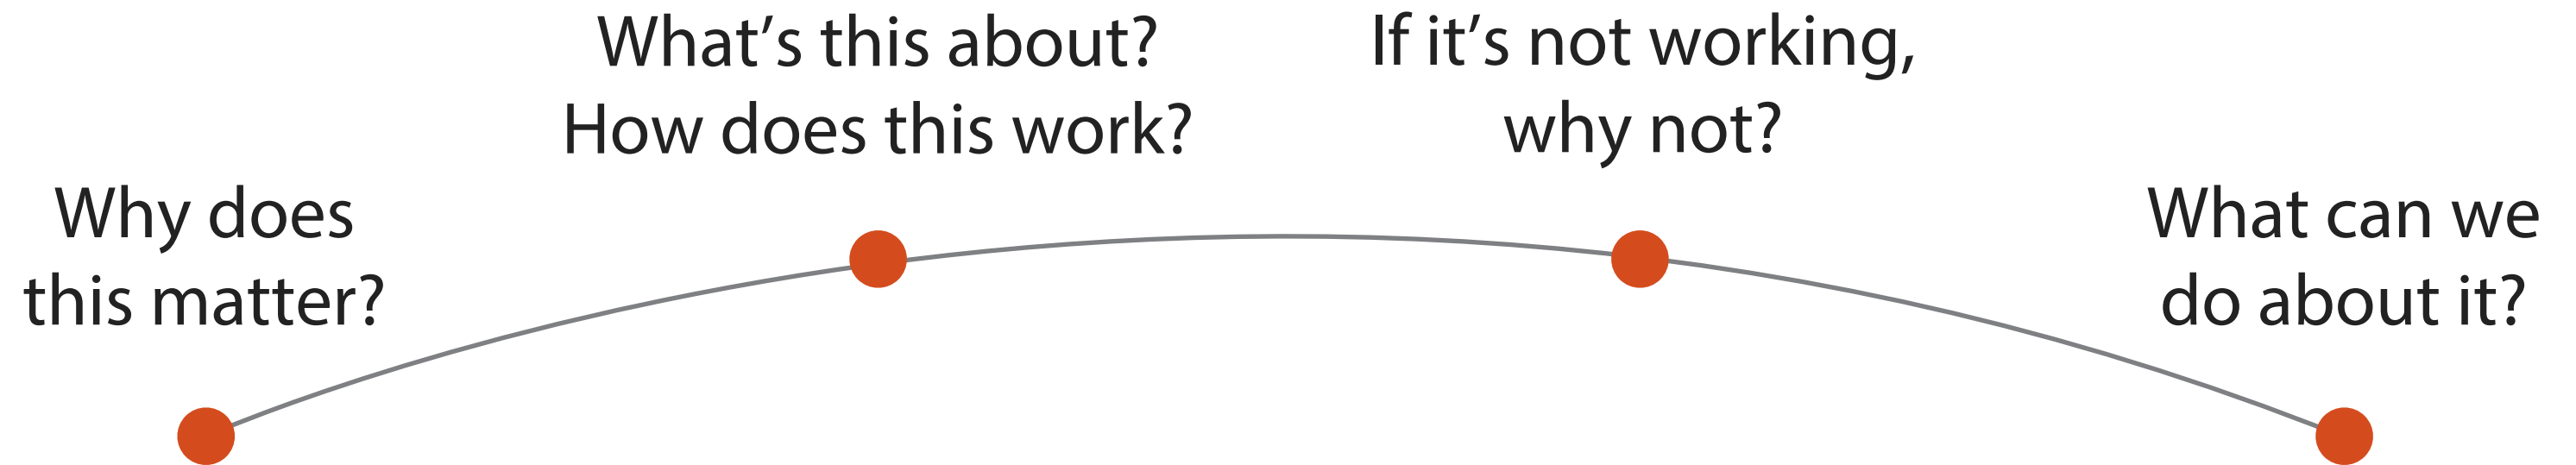 Why does
this matter?
What’s this about?
How does this work?
If it’s not working,
why not?
What can we
do about it?